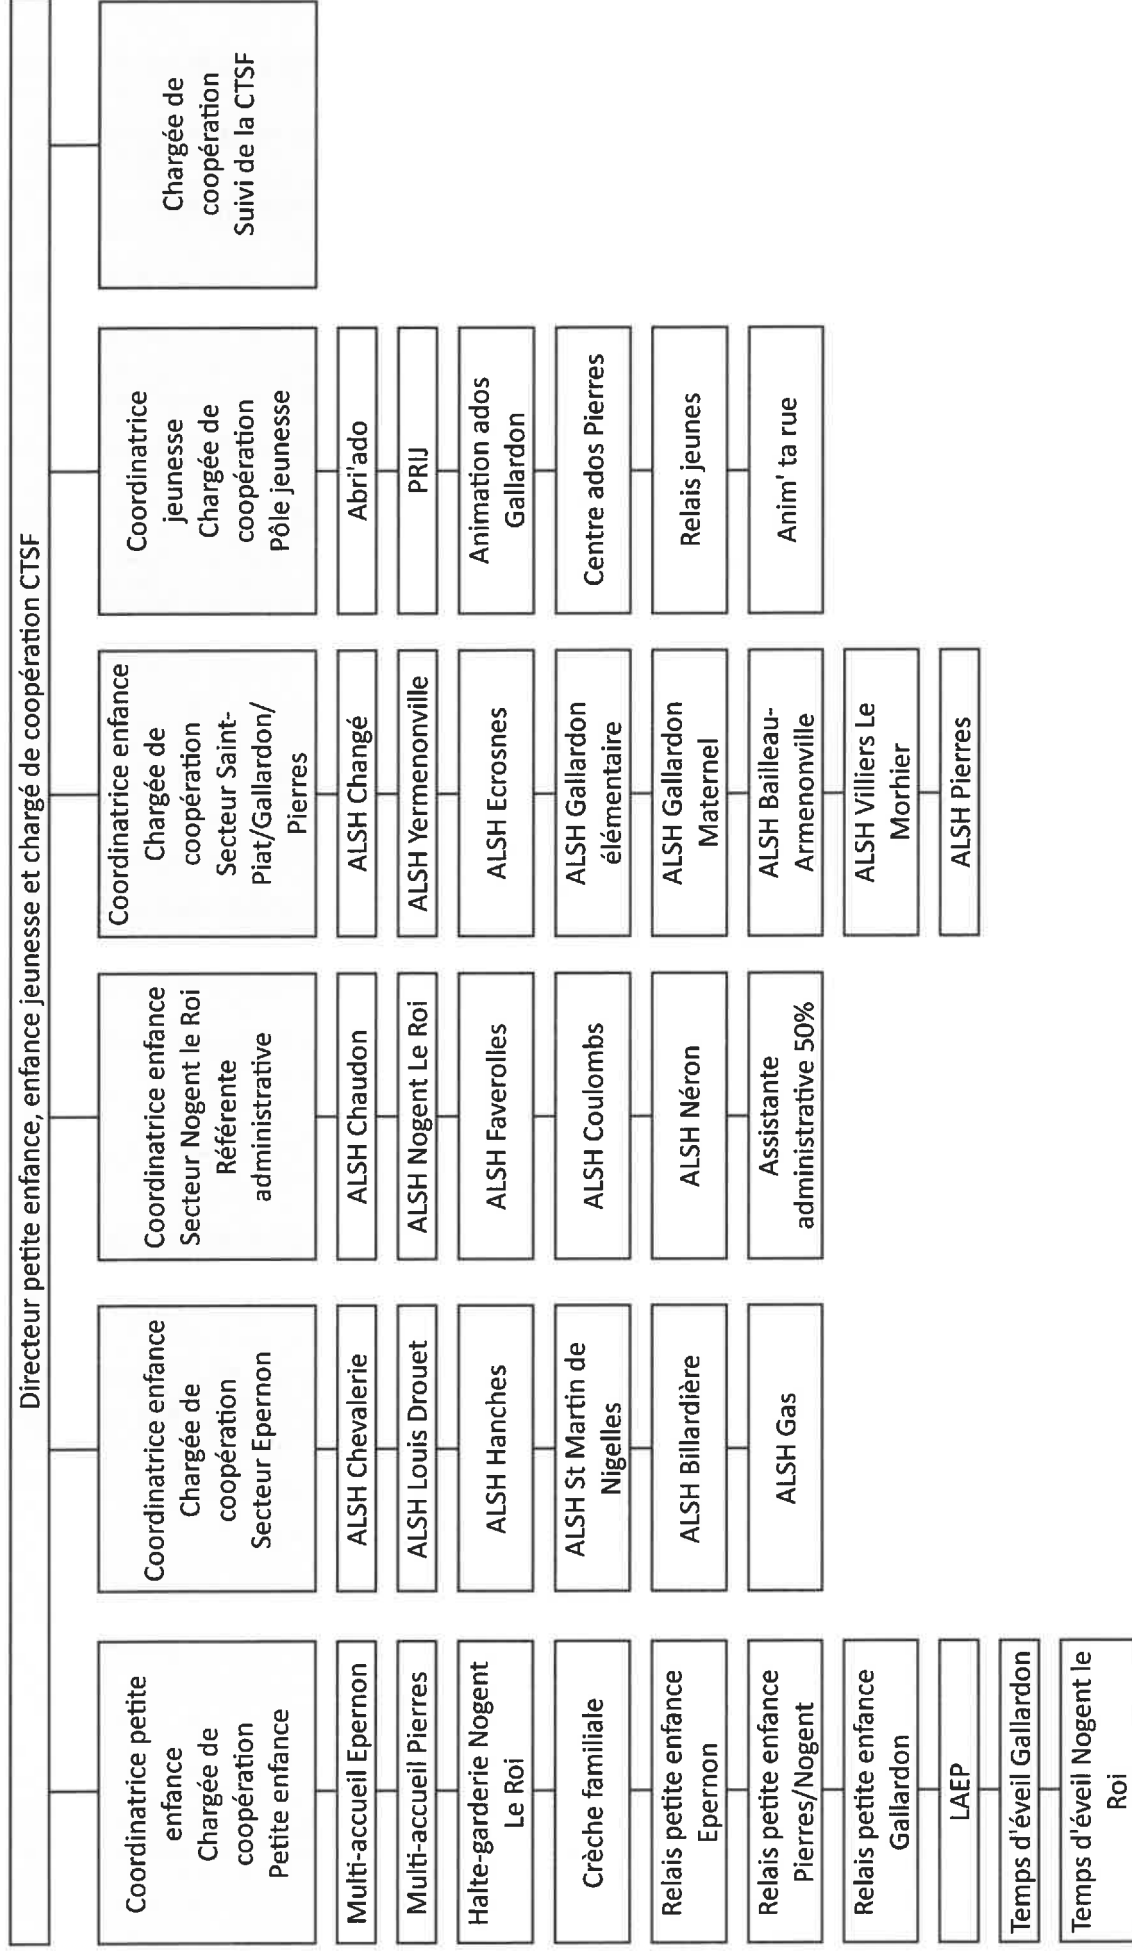 Directeur petite enfance, enfance jeunesse et chargé de coopération CTSF
Coordinatrice petite
enfance
Chargée de
coopération
Petite enfance
Multi-accueil Epernon
Multi-accueil Pierres
Halte-garderie Nogent
Le Roi
Crèche familiale
Relais petite enfance
Epernon
Relais petite enfance
Pierres/Nogent
Relais petite enfance
Gallardon
LAEP
Temps d'éveil Gallardon
Temps d'éveil Nogent le
Roi
Coordinatrice enfance
Chargée de
coopération
Secteur Epernon
ALSH Chevalerie
ALSH Louis Drouet
ALSH Hanches
ALSH St Martin de
Nigelles
ALSH Billardière
ALSH Gas
Coordinatrice enfance
Secteur Nogent le Roi
Référente
administrative
ALSH Chaudon
ALSH Nogent Le Roi
ALSH Faverolles
ALSH Coulombs
ALSH Néron
Assistante
administrative 50%
Coordinatrice enfance
Chargée de
coopération
Secteur Saint-
Piat/Gallardon/
Pierres
ALSH Changé
ALSH Yermenonville
ALSH Ecrosnes
ALSH Gallardon
élémentaire
ALSH Gallardon
Maternel
ALSH Bailleau-
Armenonville
ALSH Villiers Le
Morhier
ALSH Pierres
Coordinatrice
jeunesse
Chargée de
coopération
Pôle jeunesse
Abri'ado
PRIJ
Animation ados
Gallardon
Centre ados Pierres
Relais jeunes
Anim' ta rue
Chargée de
coopération
Suivi de la CTSF